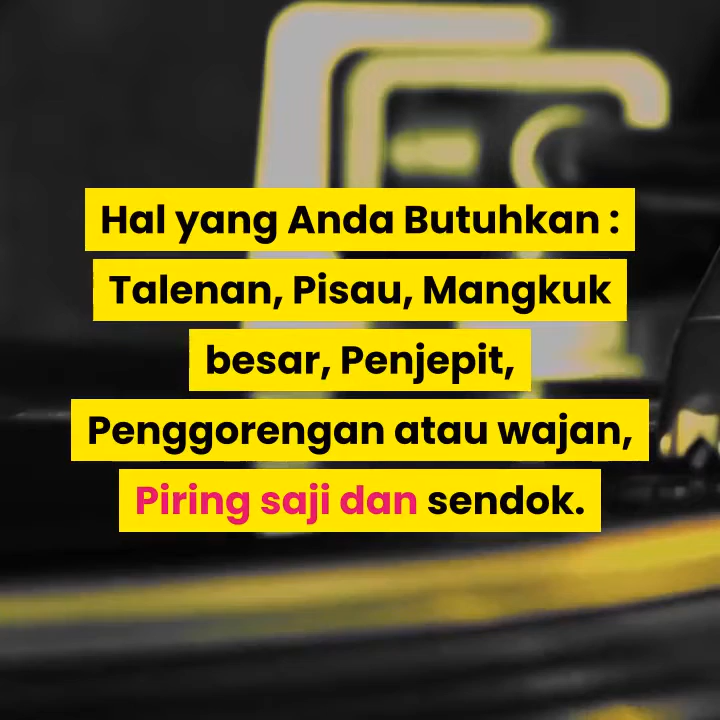 Hal yang Anda Butuhkan :
Talenan, Pisau, Mangkuk
besar, Penjepit,
Penggorengan atau wajan,
Piring saji dan sendok.